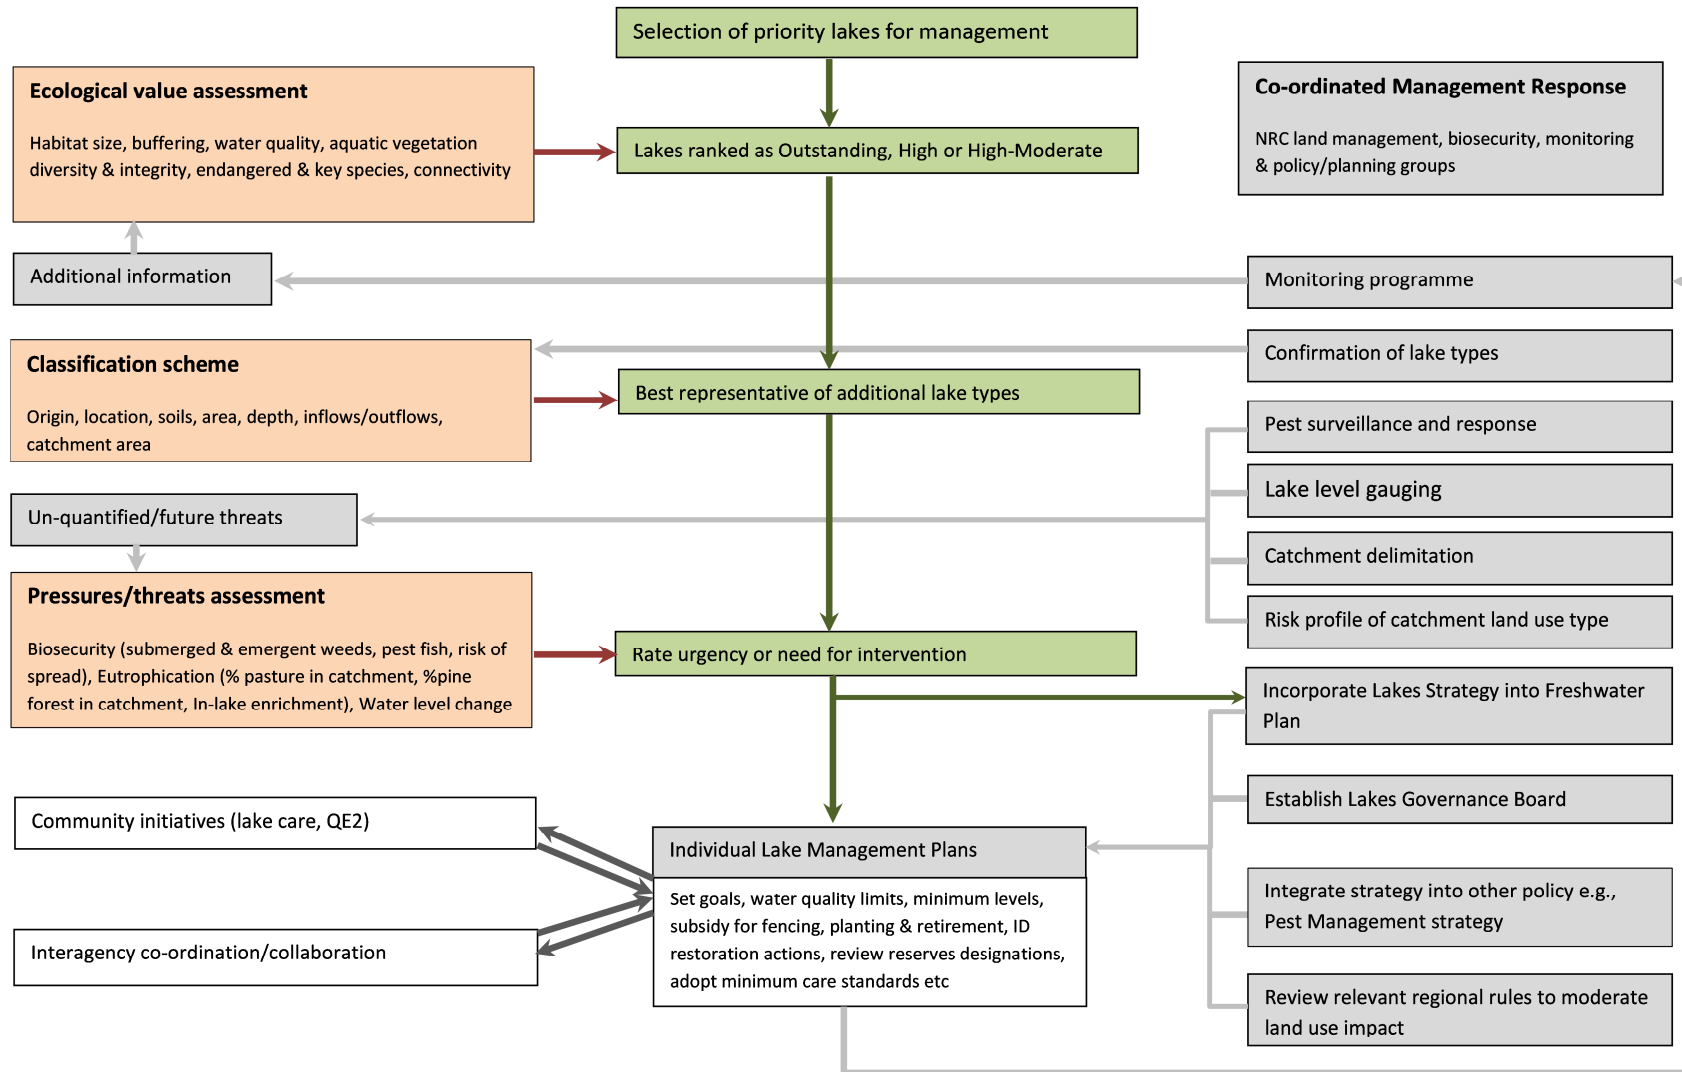 Selection of priority lakes for management
Ecological value assessment
Habitat size, buffering, water quality, aquatic vegetation
diversity & integrity, endangered & key species, connectivity
Lakes ranked as Outstanding, High or High-Moderate
Co-ordinated Management Response
NRC land management, biosecurity, monitoring
& policy/planning groups
Additional information
Monitoring programme
Confirmation of lake types
Classification scheme
Origin, location, soils, area, depth, inflows/outflows,
catchment area
Best representative of additional lake types
Pest surveillance and response
Lake level gauging
Catchment delimitation
Risk profile of catchment land use type
Un-quantified/future threats
Pressures/threats assessment
Biosecurity (submerged & emergent weeds, pest fish, risk of
spread), Eutrophication (% pasture in catchment, %pine
forest in catchment, In-lake enrichment), Water level change
Rate urgency or need for intervention
Incorporate Lakes Strategy into Freshwater
Plan
Establish Lakes Governance Board
Integrate strategy into other policy e.g.,
Pest Management strategy
Review relevant regional rules to moderate
land use impact
Community initiatives (lake care, QE2)
Interagency co-ordination/collaboration
Individual Lake Management Plans
Set goals, water quality limits, minimum levels,
subsidy for fencing, planting & retirement, ID
restoration actions, review reserves designations,
adopt minimum care standards etc